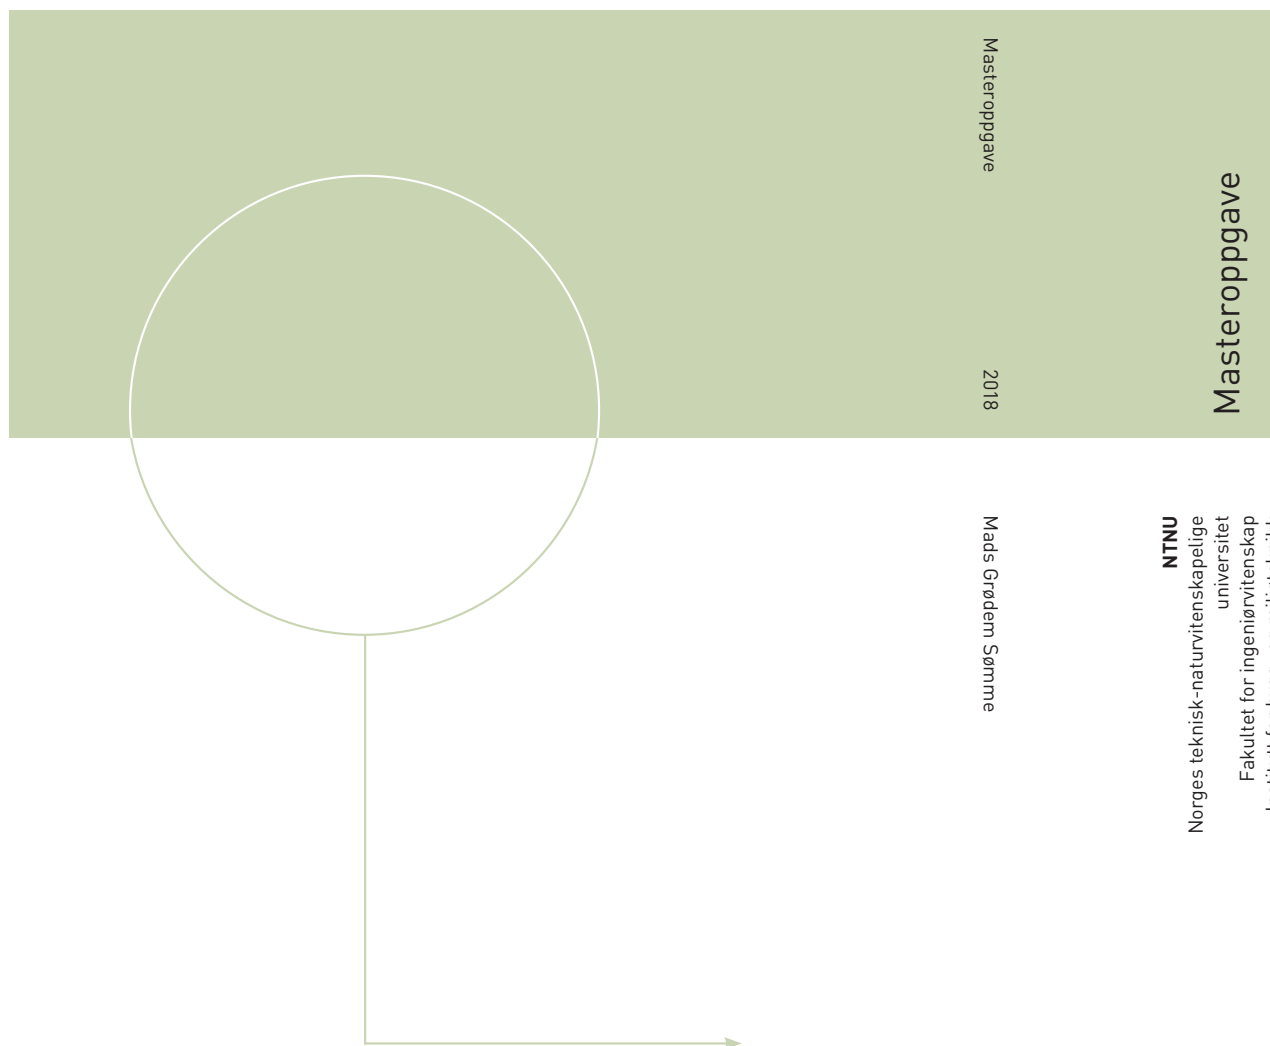 Masteroppgave
2018
Mads Grødem Sømme
Masteroppgave
NTNU
Norges teknisk-naturvitenskapelige
universitet
Fakultet for ingeniørvitenskap